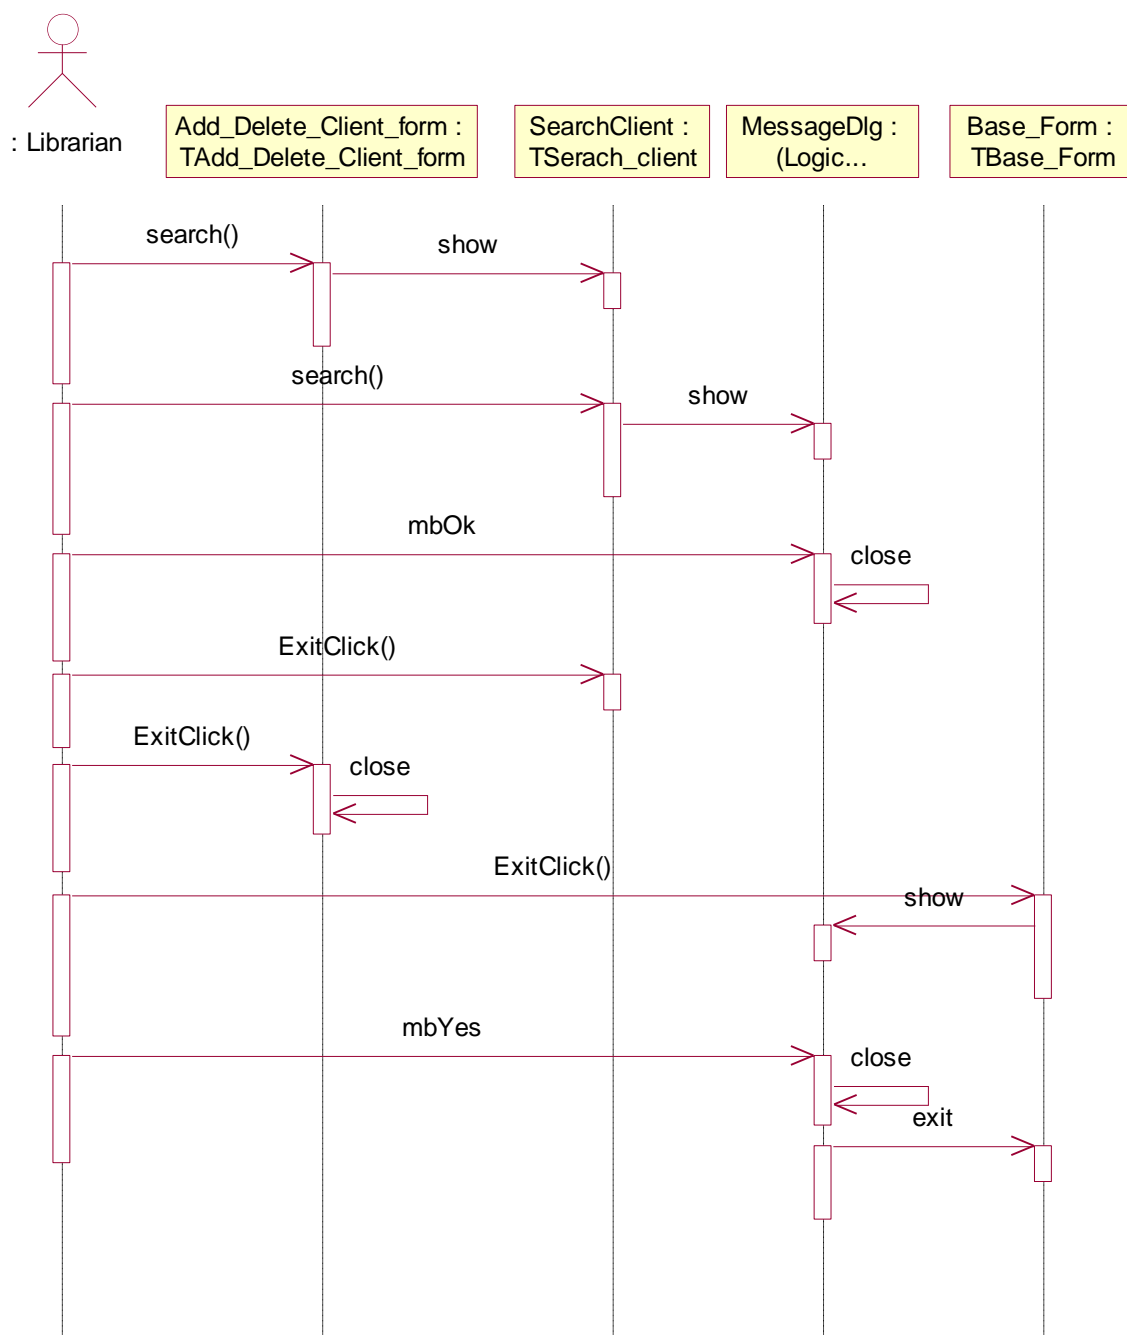 : Librarian
Add_Delete_Client_form :
TAdd_Delete_Client_form
SearchClient :
TSerach_client
MessageDlg :
(Logic...
Base_Form :
TBase_Form
search()
show
search()
show
mbOk
close
ExitClick()
ExitClick()
close
ExitClick()
show
mbYes
close
exit